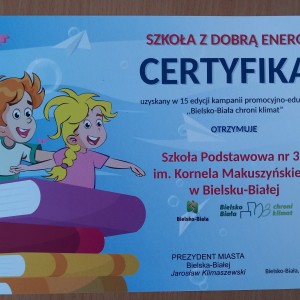 SZKOŁA Z DOBRĄ ENERG
CERTYFIKA
uzyskany w 15 edycji kampanii promocyjno-edu
„Bielsko-Biała chroni klimat"
OTRZYMUJE
Szkoła Podstawowa nr 3
im. Kornela Makuszyńskie
w Bielsku-Białej
Bielsko-Biała
Bielsko Biała chroni klimat
PREZYDENT MIASTA
Bielska-Białej
Jarosław Klimaszewski
Bielsko-Biała,